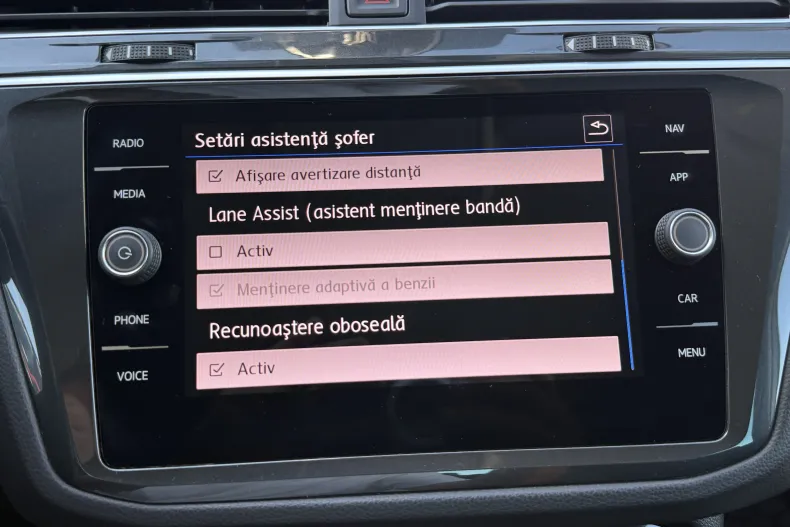 RADIO
MEDIA
PHONE
VOICE
Setări asistenţă şofer
Afişare avertizare distanţă
Lane Assist (asistent menţinere bandă)
Activ
Menţinere adaptivă a benzii
Recunoaştere oboseală
Activ
NAV
APP
CAR
MENU